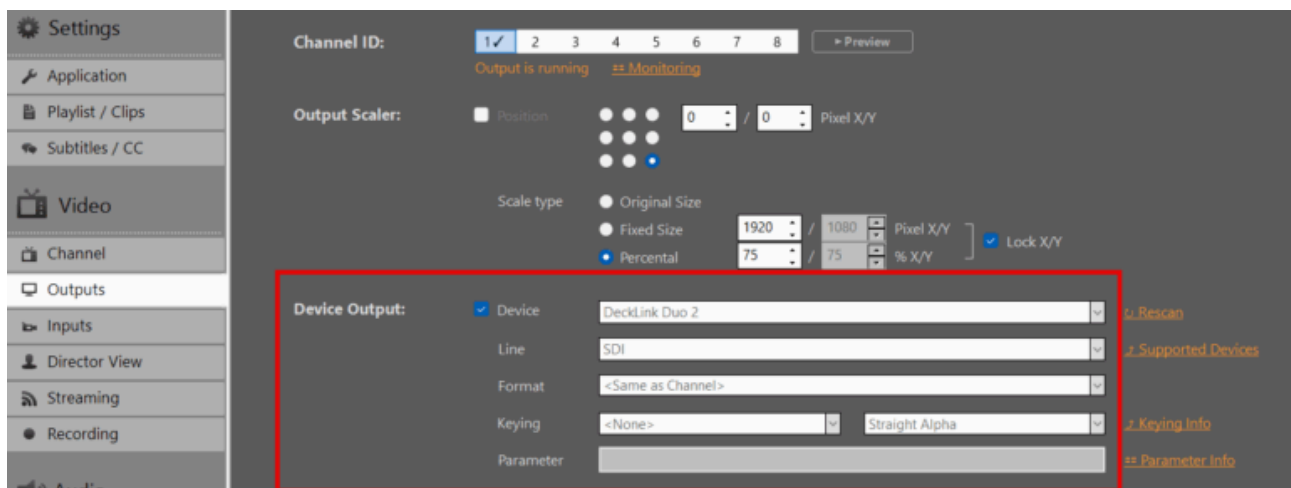 Settings
Application
Playlist / Clips
Subtitles / CC
Video
Channel
Outputs
Inputs
Director View
Streaming
Recording
Channel ID: 1✓ 2 3 4 5 6 7 8 ▸ Preview
Output is running Monitoring
Output Scaler: Position 0 / 0 Pixel X/Y
Scale type Original Size
Fixed Size 1920 / 1080 Pixel X/Y
Lock X/Y
Percental 75 / 75 % X/Y
Device Output: Device DeckLink Duo 2 Rescan
Line SDI Supported Devices
Format <Same as Channel>
Keying <None> Straight Alpha Keying Info
Parameter Parameter Info